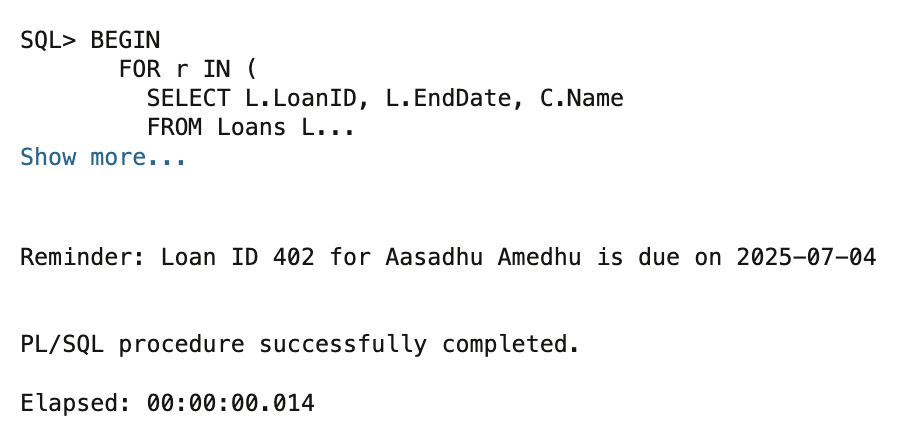 SQL> BEGIN
FOR r IN (
SELECT L.LoanID, L.EndDate, C.Name
FROM Loans L...
Show more...
Reminder: Loan ID 402 for Aasadhu Amedhu is due on 2025-07-04
PL/SQL procedure successfully completed.
Elapsed: 00:00:00.014